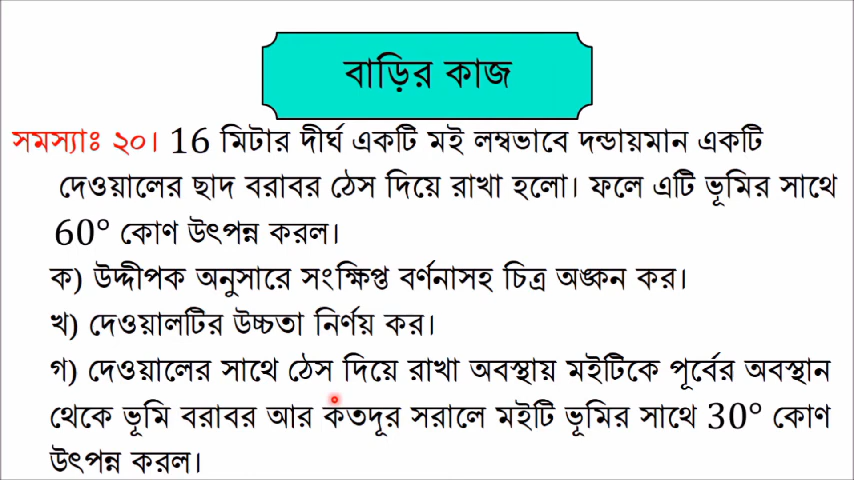 বাড়ির কাজ
সমস্যাঃ ২০। 16 মিটার দীর্ঘ একটি মই লম্বভাবে দন্ডায়মান একটি
দেওয়ালের ছাদ বরাবর ঠেস দিয়ে রাখা হলো। ফলে এটি ভূমির সাথে
60° কোণ উৎপন্ন করল।
ক) উদ্দীপক অনুসারে সংক্ষিপ্ত বর্ণনাসহ চিত্র অঙ্কন কর।
খ) দেওয়ালটির উচ্চতা নির্ণয় কর।
গ) দেওয়ালের সাথে ঠেস দিয়ে রাখা অবস্থায় মইটিকে পূর্বের অবস্থান
থেকে ভূমি বরাবর আর কতদূর সরালে মইটি ভূমির সাথে 30° কোণ
উৎপন্ন করল।